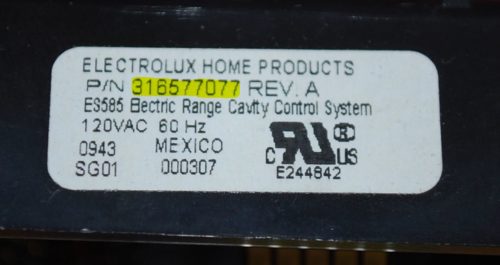 ELECTROLUX HOME PRODUCTS
P/N 316577077 REV. A
ES585 Electric Range Cavity Control System
120VAC 60 Hz
0943 MEXICO
SG01 000307
c RU ® US
E244842